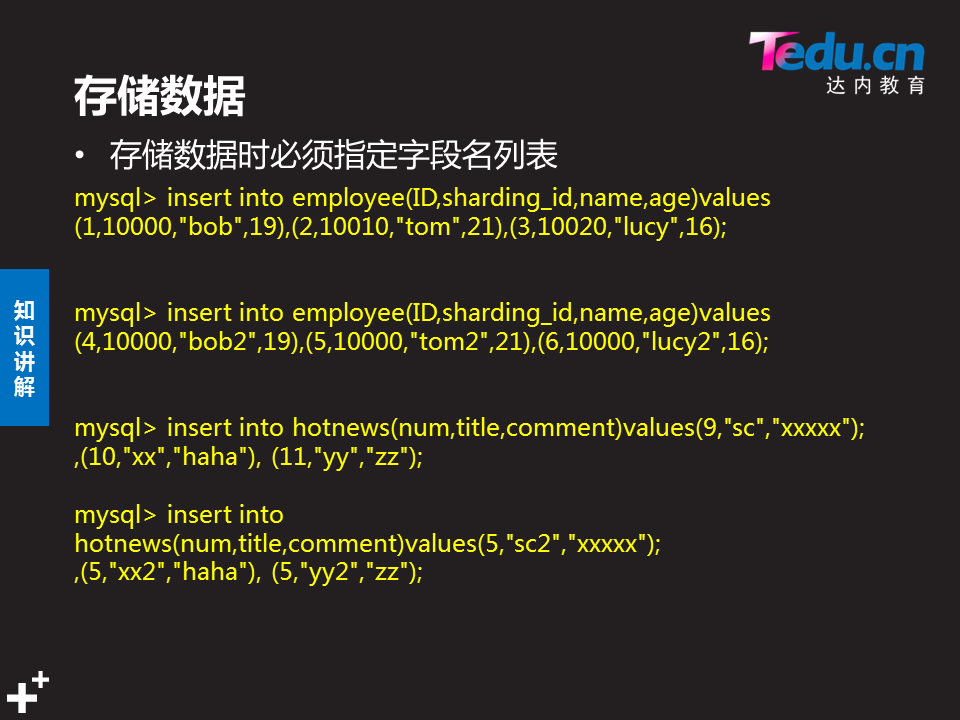 Tedu.cn
达内教育
存储数据
• 存储数据时必须指定字段名列表
mysql> insert into employee(ID,sharding_id,name,age)values
(1,10000,"bob",19),(2,10010,"tom",21),(3,10020,"lucy",16);
mysql> insert into employee(ID,sharding_id,name,age)values
(4,10000,"bob2",19),(5,10000,"tom2",21),(6,10000,"lucy2",16);
知识讲解
mysql> insert into hotnews(num,title,comment)values(9,"sc","xxxxx");
,(10,"xx","haha"), (11,"yy","zz");
mysql> insert into
hotnews(num,title,comment)values(5,"sc2","xxxxx");
,(5,"xx2","haha"), (5,"yy2","zz");